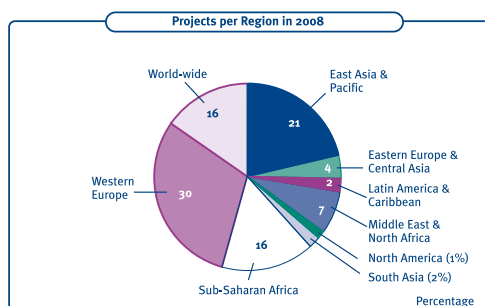 Projects per Region in 2008
World-wide
16
East Asia &
Pacific
21
Eastern Europe &
Central Asia
4
Latin America &
Caribbean
2
Middle East &
North Africa
7
North America (1%)
South Asia (2%)
Sub-Saharan Africa
16
Western
Europe
30
Percentage